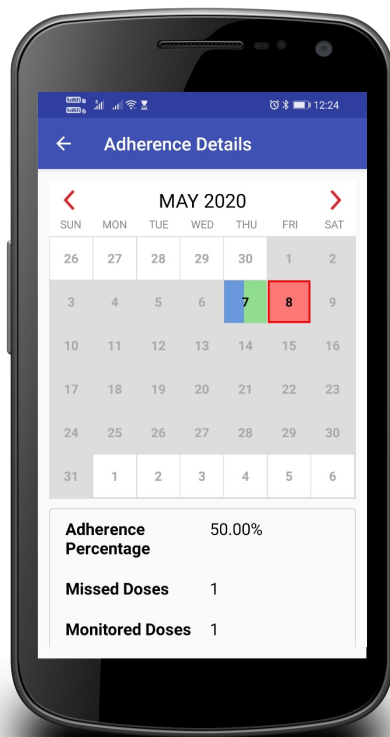 12:24
Adherence Details
MAY 2020
SUN MON TUE WED THU FRI SAT
26 27 28 29 30 1 2
3 4 5 6 7 8 9
10 11 12 13 14 15 16
17 18 19 20 21 22 23
24 25 26 27 28 29 30
31 1 2 3 4 5 6
Adherence 50.00%
Percentage
Missed Doses 1
Monitored Doses 1